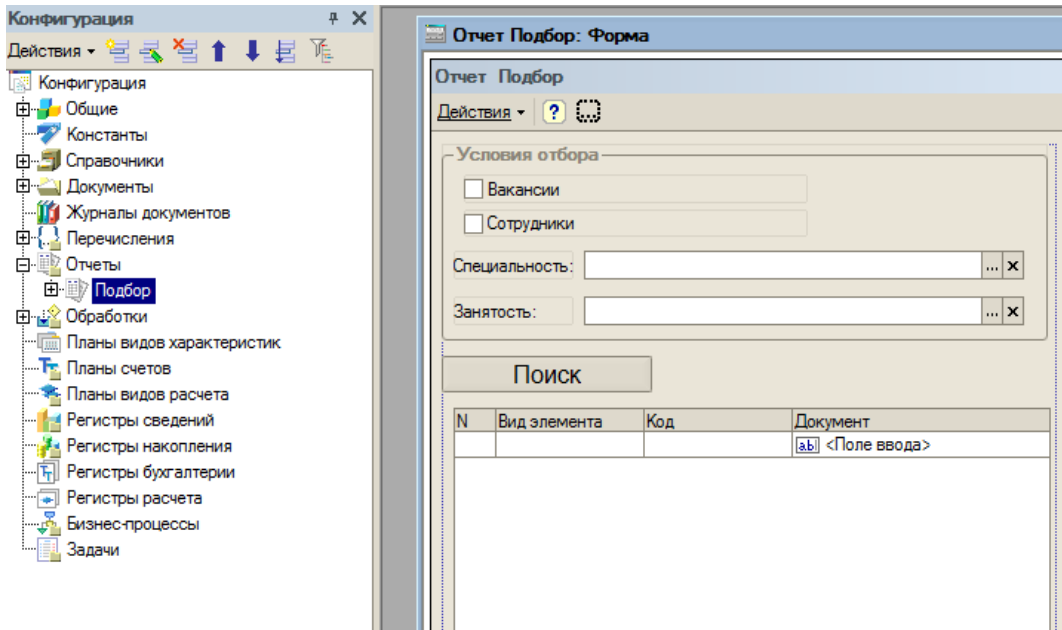 Конфигурация
Действия
Конфигурация
Общие
Константы
Справочники
Документы
Журналы документов
Перечисления
Отчеты
Подбор
Обработки
Планы видов характеристик
Планы счетов
Планы видов расчета
Регистры сведений
Регистры накопления
Регистры бухгалтерии
Регистры расчета
Бизнес-процессы
Задачи
Отчет Подбор: Форма
Отчет Подбор
Действия
Условия отбора
Вакансии
Сотрудники
Специальность: ... x
Занятость: ... x
Поиск
N Вид элемента Код Документ
ab <Поле ввода>